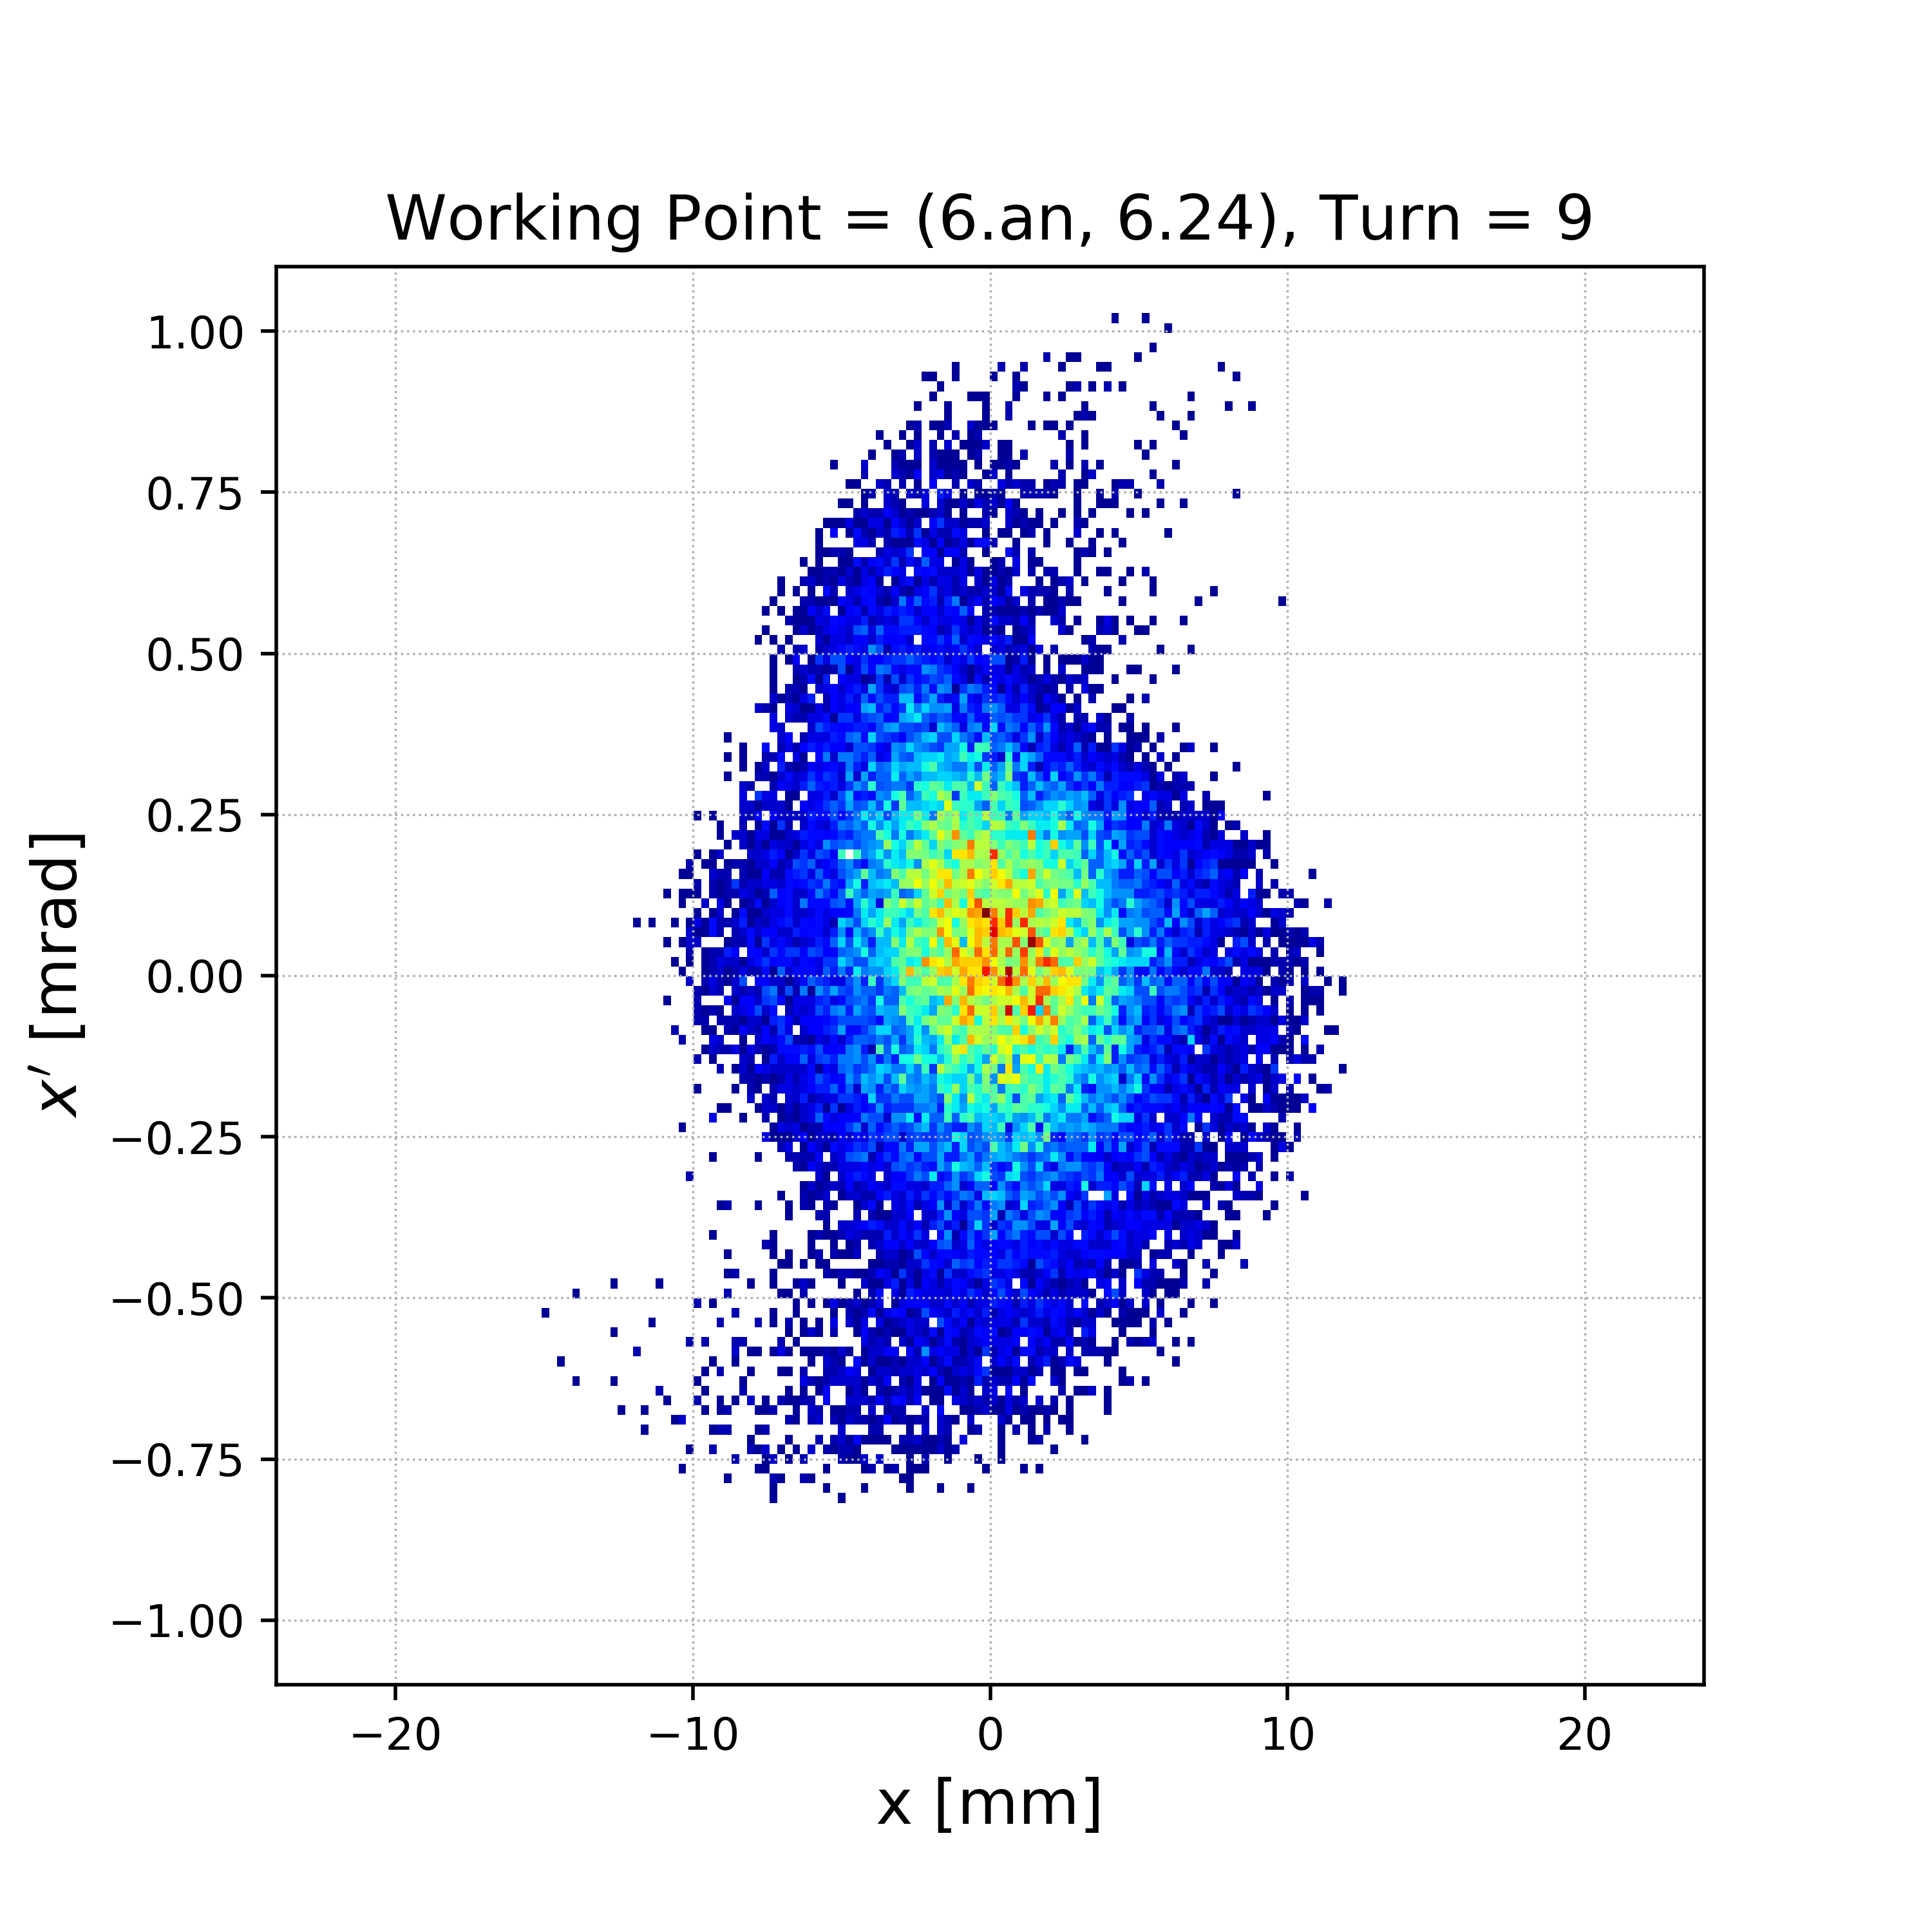 Working Point = (6.an, 6.24), Turn = 9
1.00
0.75
0.50
0.25
0.00
−0.25
−0.50
−0.75
−1.00
x′ [mrad]
−20 −10 0 10 20
x [mm]